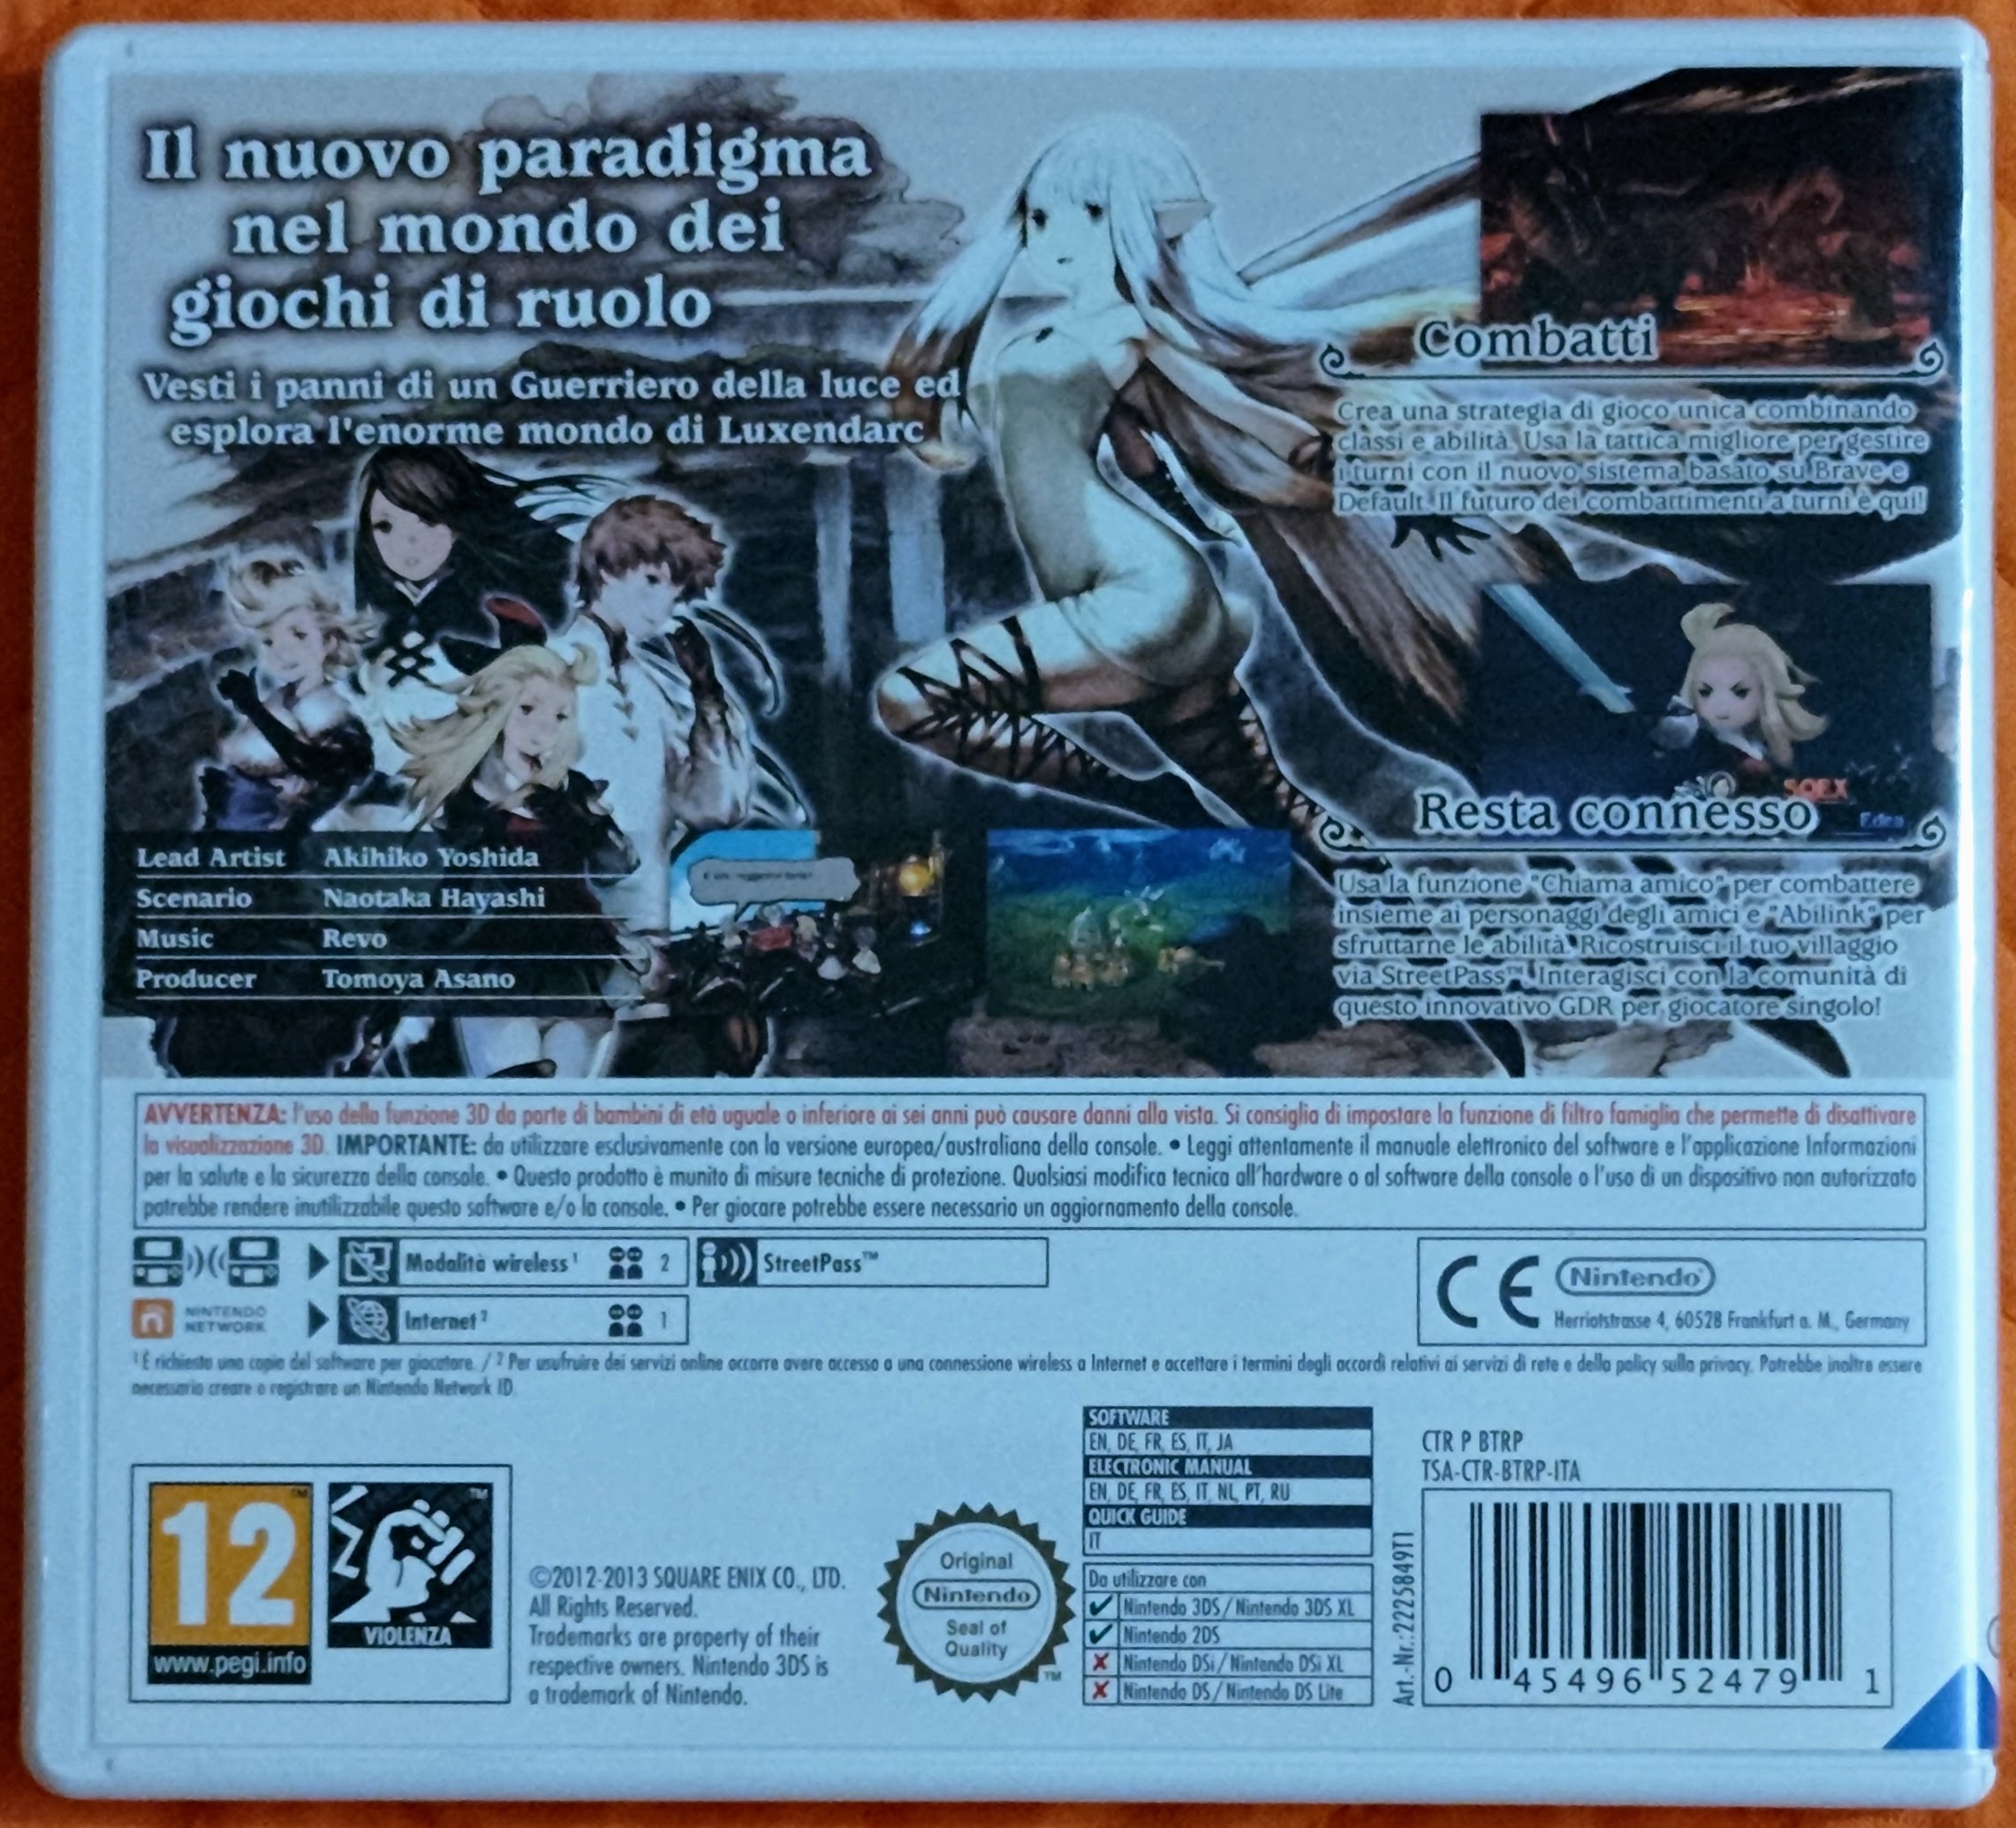 Il nuovo paradigma
nel mondo dei
giochi di ruolo
Vesti i panni di un Guerriero della luce ed
esplora l'enorme mondo di Luxendarc
Combatti
Crea una strategia di gioco unica combinando
classi e abilità. Usa la tattica migliore per gestire
i turni con il nuovo sistema basato su Brave e
Default. Il futuro dei combattimenti a turni è qui!
SQEX
Edea
Resta connesso
Usa la funzione "Chiama amico" per combattere
insieme ai personaggi degli amici e "Abilink" per
sfruttarne le abilità. Ricostruisci il tuo villaggio
via StreetPass™. Interagisci con la comunità di
questo innovativo GDR per giocatore singolo!
Lead Artist Akihiko Yoshida
Scenario Naotaka Hayashi
Music Revo
Producer Tomoya Asano
AVVERTENZA: l'uso della funzione 3D da parte di bambini di età uguale o inferiore ai sei anni può causare danni alla vista. Si consiglia di impostare la funzione di filtro famiglia che permette di disattivare
la visualizzazione 3D. IMPORTANTE: da utilizzare esclusivamente con la versione europea/australiana della console. • Leggi attentamente il manuale elettronico del software e l'applicazione Informazioni
per la salute e la sicurezza della console. • Questo prodotto è munito di misure tecniche di protezione. Qualsiasi modifica tecnica all'hardware o al software della console o l'uso di un dispositivo non autorizzato
potrebbe rendere inutilizzabile questo software e/o la console. • Per giocare potrebbe essere necessario un aggiornamento della console.
Modalità wireless¹ 2
StreetPass™
n NINTENDO
NETWORK
Internet² 1
CE Nintendo
Herriotstrasse 4, 60528 Frankfurt a. M., Germany
¹ È richiesta una copia del software per giocatore. / ² Per usufruire dei servizi online occorre avere accesso a una connessione wireless a Internet e accettare i termini degli accordi relativi ai servizi di rete e della policy sulla privacy. Potrebbe inoltre essere
necessario creare o registrare un Nintendo Network ID.
12™
www.pegi.info
™
VIOLENZA
©2012-2013 SQUARE ENIX CO., LTD.
All Rights Reserved.
Trademarks are property of their
respective owners. Nintendo 3DS is
a trademark of Nintendo.
Original
Nintendo
Seal of
Quality
™
SOFTWARE
EN, DE, FR, ES, IT, JA
ELECTRONIC MANUAL
EN, DE, FR, ES, IT, NL, PT, RU
QUICK GUIDE
IT
Da utilizzare con
Nintendo 3DS / Nintendo 3DS XL
Nintendo 2DS
Nintendo DSi / Nintendo DSi XL
Nintendo DS / Nintendo DS Lite
Art.-Nr.:2225849T1
CTR P BTRP
TSA-CTR-BTRP-ITA
0 45496 52479 1